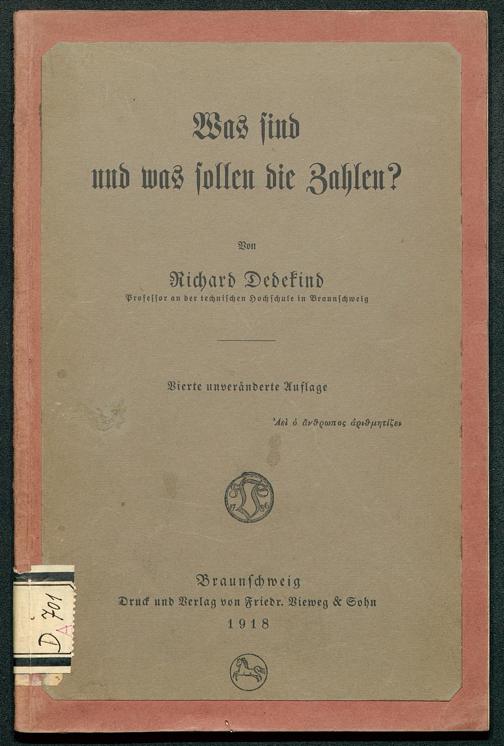 Was sind
und was sollen die Zahlen?
Von
Richard Dedekind
Professor an der technischen Hochschule in Braunschweig
Vierte unveränderte Auflage
Ἀεὶ ὁ ἄνθρωπος ἀριθμητίζει
Braunschweig
Druck und Verlag von Friedr. Vieweg & Sohn
1918
D 701
A